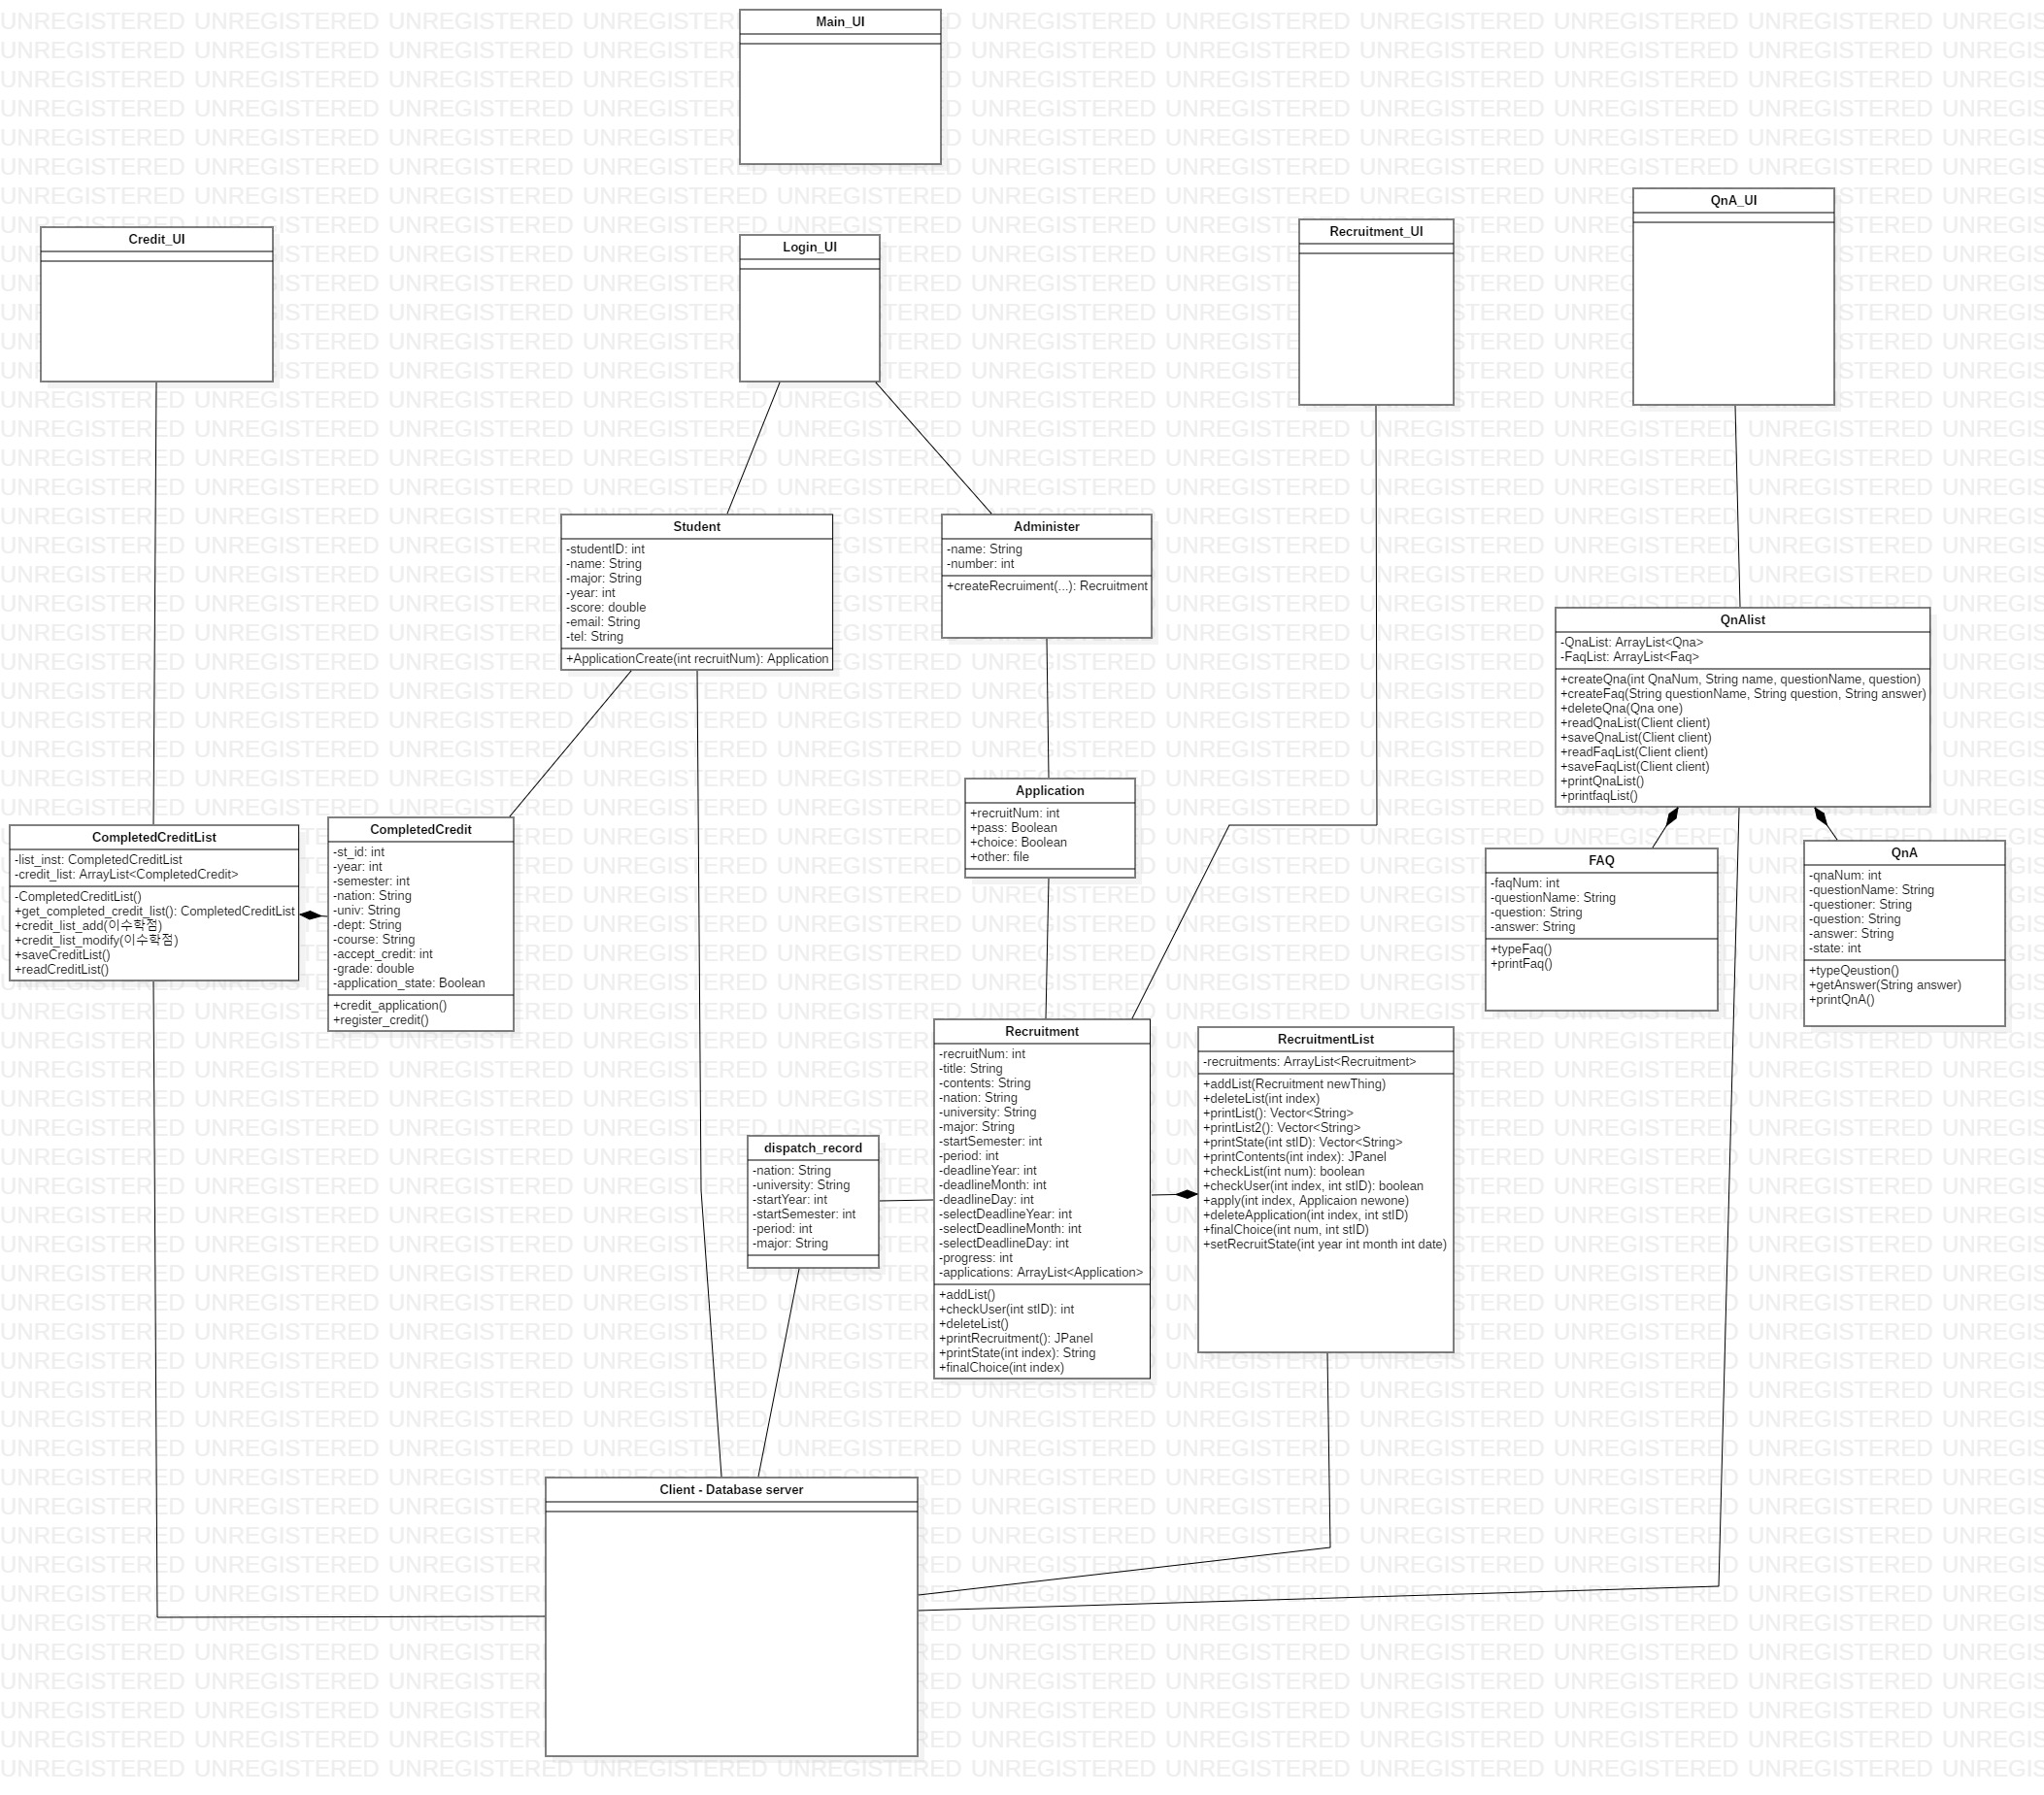 Main_UI
QnA_UI
Recruitment_UI
Credit_UI
Login_UI
Student
-studentID: int
-name: String
-major: String
-year: int
-score: double
-email: String
-tel: String
+ApplicationCreate(int recruitNum): Application
Administer
-name: String
-number: int
+createRecruiment(...): Recruitment
QnAlist
-QnaList: ArrayList<Qna>
-FaqList: ArrayList<Faq>
+createQna(int QnaNum, String name, questionName, question)
+createFaq(String questionName, String question, String answer)
+deleteQna(Qna one)
+readQnaList(Client client)
+saveQnaList(Client client)
+readFaqList(Client client)
+saveFaqList(Client client)
+printQnaList()
+printfaqList()
Application
+recruitNum: int
+pass: Boolean
+choice: Boolean
+other: file
CompletedCreditList
-list_inst: CompletedCreditList
-credit_list: ArrayList<CompletedCredit>
-CompletedCreditList()
+get_completed_credit_list(): CompletedCreditList
+credit_list_add(이수학점)
+credit_list_modify(이수학점)
+saveCreditList()
+readCreditList()
CompletedCredit
-st_id: int
-year: int
-semester: int
-nation: String
-univ: String
-dept: String
-course: String
-accept_credit: int
-grade: double
-application_state: Boolean
+credit_application()
+register_credit()
FAQ
-faqNum: int
-questionName: String
-question: String
-answer: String
+typeFaq()
+printFaq()
QnA
-qnaNum: int
-questionName: String
-questioner: String
-question: String
-answer: String
-state: int
+typeQeustion()
+getAnswer(String answer)
+printQnA()
Recruitment
-recruitNum: int
-title: String
-contents: String
-nation: String
-university: String
-major: String
-startSemester: int
-period: int
-deadlineYear: int
-deadlineMonth: int
-deadlineDay: int
-selectDeadlineYear: int
-selectDeadlineMonth: int
-selectDeadlineDay: int
-progress: int
-applications: ArrayList<Application>
+addList()
+checkUser(int stID): int
+deleteList()
+printRecruitment(): JPanel
+printState(int index): String
+finalChoice(int index)
RecruitmentList
-recruitments: ArrayList<Recruitment>
+addList(Recruitment newThing)
+deleteList(int index)
+printList(): Vector<String>
+printList2(): Vector<String>
+printState(int stID): Vector<String>
+printContents(int index): JPanel
+checkList(int num): boolean
+checkUser(int index, int stID): boolean
+apply(int index, Applicaion newone)
+deleteApplication(int index, int stID)
+finalChoice(int num, int stID)
+setRecruitState(int year int month int date)
dispatch_record
-nation: String
-university: String
-startYear: int
-startSemester: int
-period: int
-major: String
Client - Database server